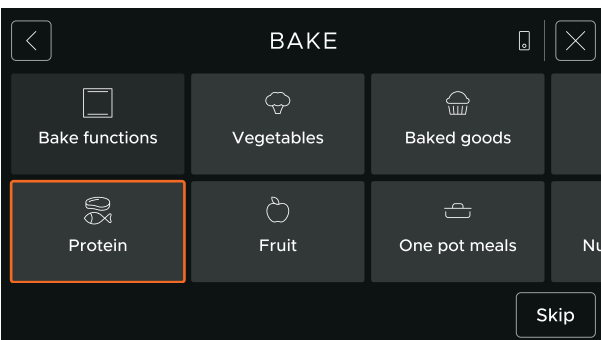 BAKE
Bake functions
Vegetables
Baked goods
Protein
Fruit
One pot meals
Skip